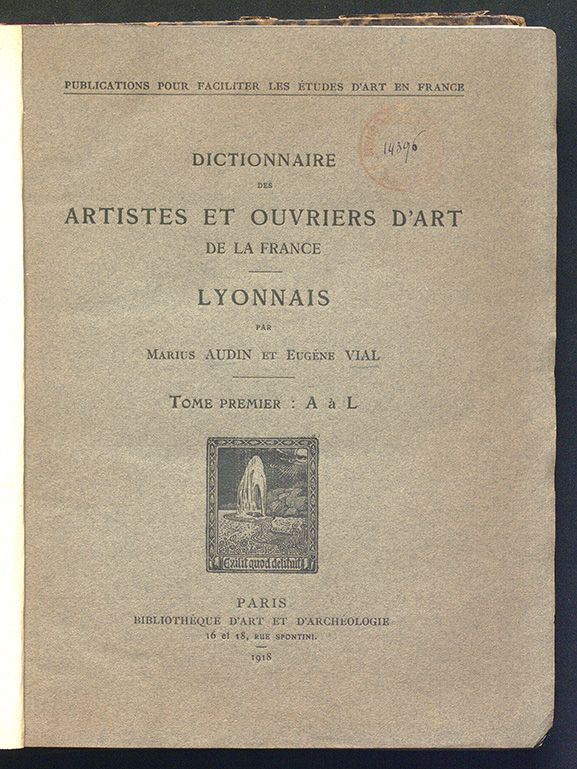 PUBLICATIONS POUR FACILITER LES ÉTUDES D'ART EN FRANCE
14396
DICTIONNAIRE
DES
ARTISTES ET OUVRIERS D'ART
DE LA FRANCE
LYONNAIS
PAR
MARIUS AUDIN ET EUGÈNE VIAL
TOME PREMIER : A à L
Exilit quod delituit
PARIS
BIBLIOTHÈQUE D'ART ET D'ARCHÉOLOGIE
16 et 18, RUE SPONTINI.
1918